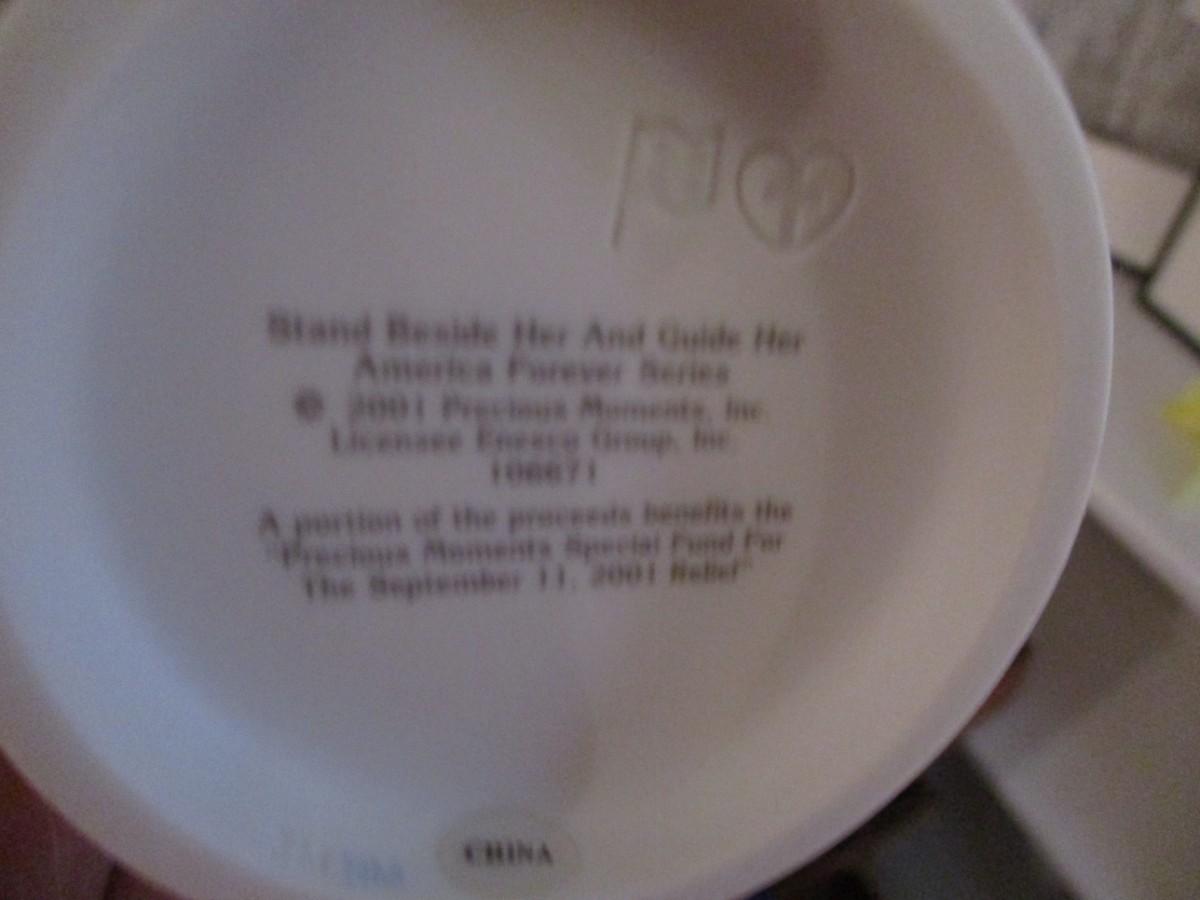 Stand Beside Her And Guide Her
America Forever Series
© 2001 Precious Moments, Inc.
Licensee Enesco Group, Inc.
106671
A portion of the proceeds benefits the
"Precious Moments Special Fund For
The September 11, 2001 Relief"
CHINA